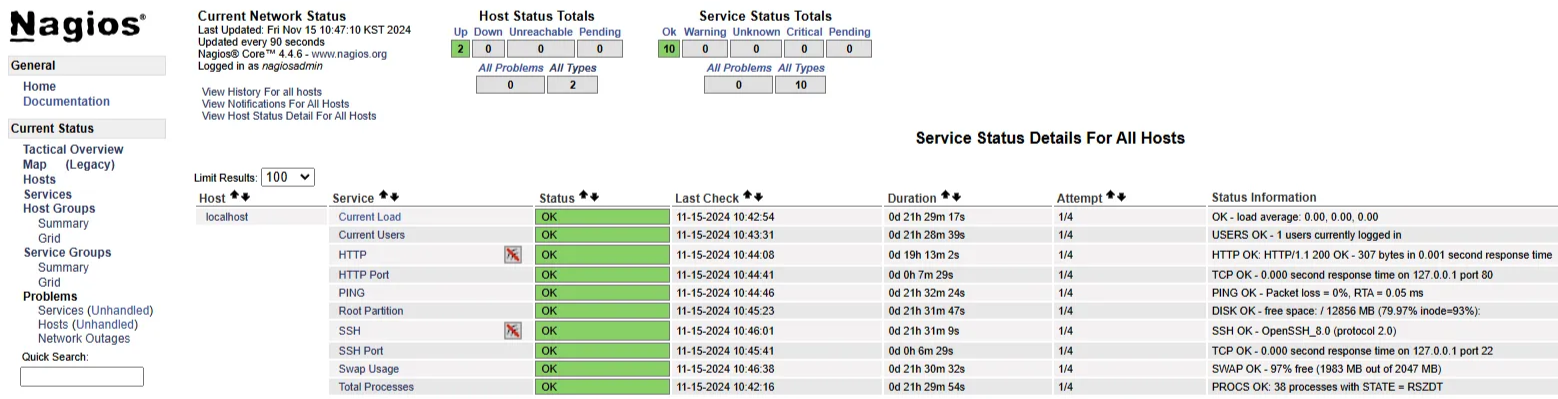 Nagios®
General
Home
Documentation
Current Status
Tactical Overview
Map (Legacy)
Hosts
Services
Host Groups
Summary
Grid
Service Groups
Summary
Grid
Problems
Services (Unhandled)
Hosts (Unhandled)
Network Outages
Quick Search:
Current Network Status
Last Updated: Fri Nov 15 10:47:10 KST 2024
Updated every 90 seconds
Nagios® Core™ 4.4.6 - www.nagios.org
Logged in as nagiosadmin
View History For all hosts
View Notifications For All Hosts
View Host Status Detail For All Hosts
Host Status Totals
Up Down Unreachable Pending
2 0 0 0
All Problems All Types
0 2
Service Status Totals
Ok Warning Unknown Critical Pending
10 0 0 0 0
All Problems All Types
0 10
Service Status Details For All Hosts
Limit Results: 100
Host Service Status Last Check Duration Attempt Status Information
localhost Current Load OK 11-15-2024 10:42:54 0d 21h 29m 17s 1/4 OK - load average: 0.00, 0.00, 0.00
Current Users OK 11-15-2024 10:43:31 0d 21h 28m 39s 1/4 USERS OK - 1 users currently logged in
HTTP OK 11-15-2024 10:44:08 0d 19h 13m 2s 1/4 HTTP OK: HTTP/1.1 200 OK - 307 bytes in 0.001 second response time
HTTP Port OK 11-15-2024 10:44:41 0d 0h 7m 29s 1/4 TCP OK - 0.000 second response time on 127.0.0.1 port 80
PING OK 11-15-2024 10:44:46 0d 21h 32m 24s 1/4 PING OK - Packet loss = 0%, RTA = 0.05 ms
Root Partition OK 11-15-2024 10:45:23 0d 21h 31m 47s 1/4 DISK OK - free space: / 12856 MB (79.97% inode=93%):
SSH OK 11-15-2024 10:46:01 0d 21h 31m 9s 1/4 SSH OK - OpenSSH_8.0 (protocol 2.0)
SSH Port OK 11-15-2024 10:45:41 0d 0h 6m 29s 1/4 TCP OK - 0.000 second response time on 127.0.0.1 port 22
Swap Usage OK 11-15-2024 10:46:38 0d 21h 30m 32s 1/4 SWAP OK - 97% free (1983 MB out of 2047 MB)
Total Processes OK 11-15-2024 10:42:16 0d 21h 29m 54s 1/4 PROCS OK: 38 processes with STATE = RSZDT